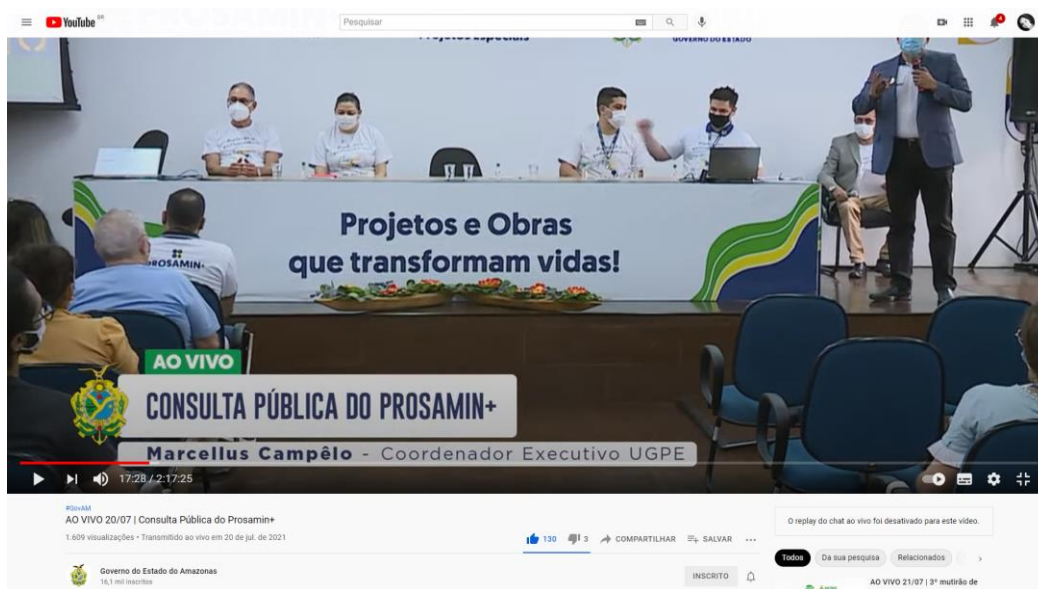 YouTube BR
Pesquisar
Projetos Especiais
GOVERNO DO ESTADO
Projetos e Obras
que transformam vidas!
PROSAMIN+
AO VIVO
CONSULTA PÚBLICA DO PROSAMIN+
Marcellus Campêlo - Coordenador Executivo UGPE
17:28 / 2:17:25
#GovAM
AO VIVO 20/07 | Consulta Pública do Prosamin+
1.609 visualizações • Transmitido ao vivo em 20 de jul. de 2021
130 3 COMPARTILHAR SALVAR
O replay do chat ao vivo foi desativado para este vídeo.
Todos Da sua pesquisa Relacionados
Governo do Estado do Amazonas
16,1 mil inscritos
INSCRITO
AO VIVO 21/07 | 3º mutirão de